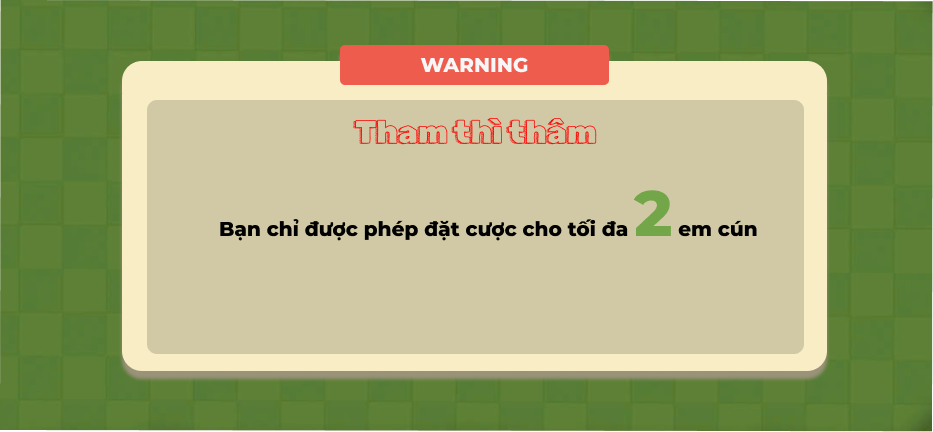 WARNING
Tham thì thâm
Bạn chỉ được phép đặt cược cho tối đa 2 em cún